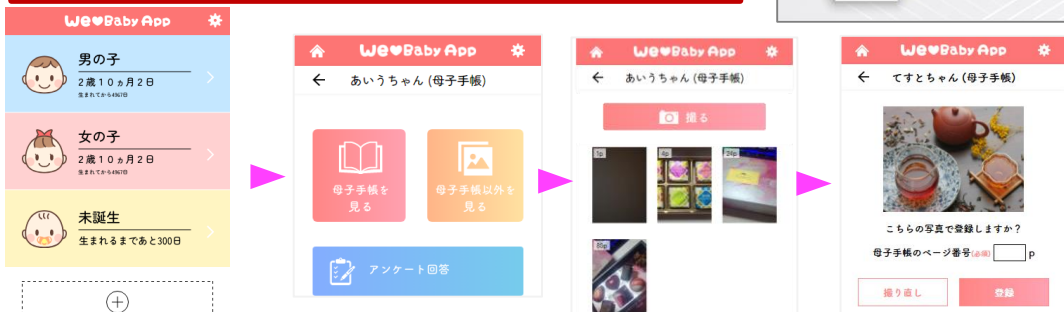 We♥Baby App
男の子
2歳10ヵ月2日
生まれてから4967日
女の子
2歳10ヵ月2日
生まれてから4967日
未誕生
生まれるまであと300日
We♥Baby App
← あいうちゃん (母子手帳)
母子手帳を
見る
母子手帳以外を
見る
アンケート回答
We♥Baby App
← あいうちゃん (母子手帳)
撮る
1p
4p
24p
80p
We♥Baby App
← てすとちゃん (母子手帳)
こちらの写真で登録しますか？
母子手帳のページ番号(必須) p
撮り直し
登録